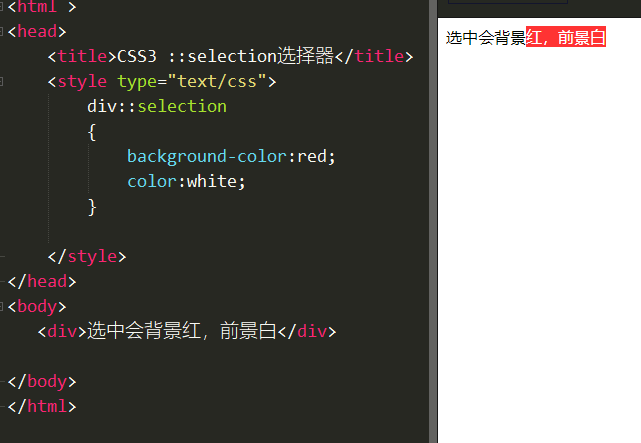 <html >
<head>
<title>CSS3 ::selection选择器</title>
<style type="text/css">
div::selection
{
background-color:red;
color:white;
}
</style>
</head>
<body>
<div>选中会背景红，前景白</div>
</body>
</html>
选中会背景红，前景白